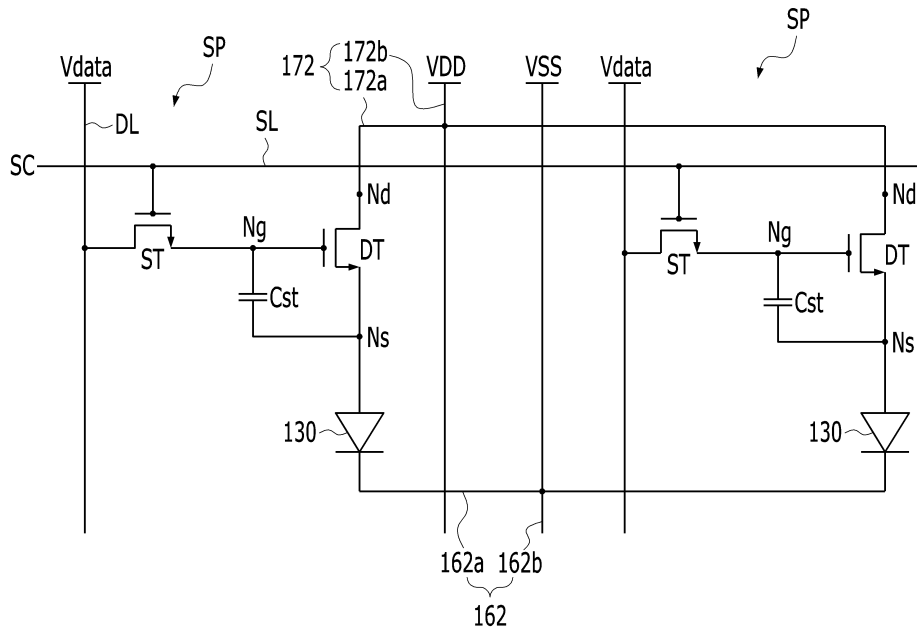 SP
SP
172
172b
172a
Vdata
VDD
VSS
Vdata
DL
SL
SC
Nd
Nd
Ng
Ng
ST
DT
ST
DT
Cst
Cst
Ns
Ns
130
130
162a
162b
162